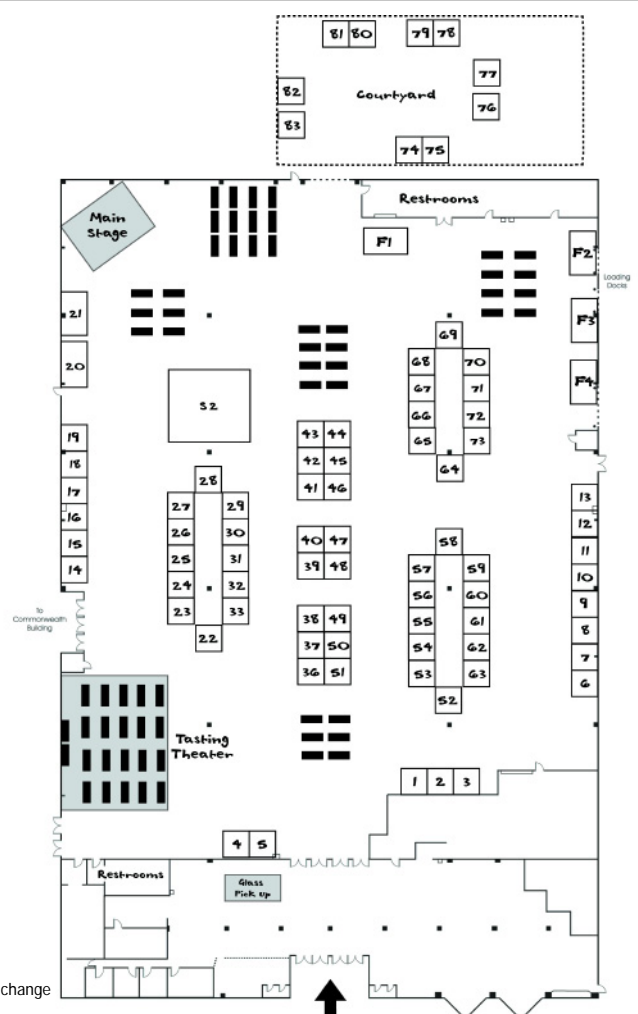 81 80 79 78
77
82 Courtyard
76
83
74 75
Restrooms
Main
Stage
F1
F2
Loading
Docks
21
F3
69
20
68 70
F4
67 71
S2
66 72
43 44
19
65 73
42 45
18
64
28
41 46
17
13
27 29
16
12
26 30
40 47
58
15
11
25 31
39 48
57 59
14
10
24 32
56 60
9
23 33
38 49
55 61
To
Commonwealth
Building
8
22
37 50
54 62
7
36 51
53 63
6
52
Tasting
Theater
1 2 3
4 5
Restrooms
Glass
Pick up
change